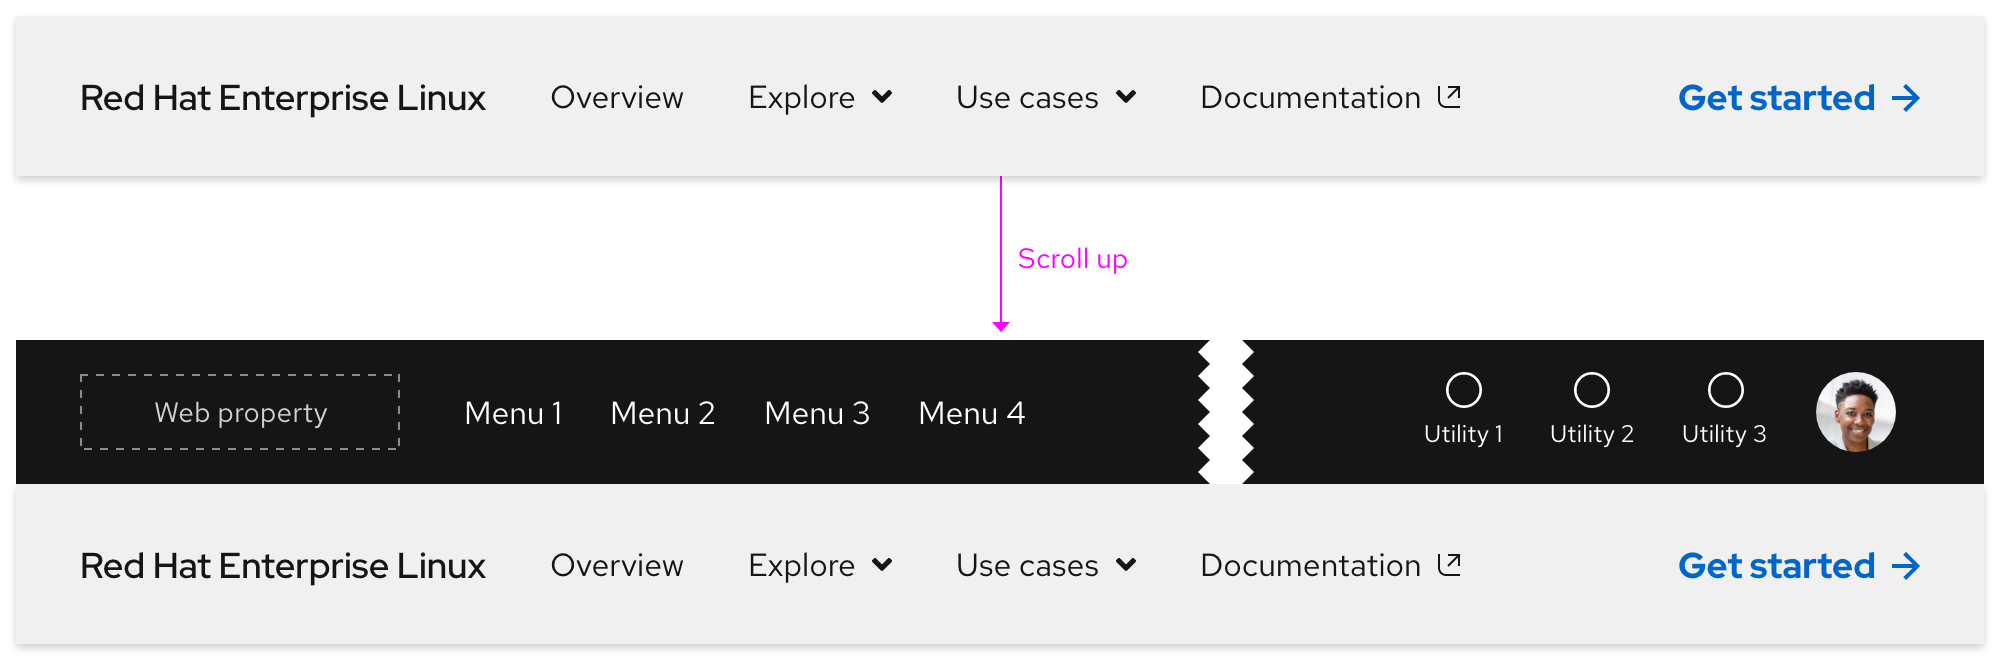 Red Hat Enterprise Linux Overview Explore Use cases Documentation Get started
Scroll up
Web property Menu 1 Menu 2 Menu 3 Menu 4 Utility 1 Utility 2 Utility 3
Red Hat Enterprise Linux Overview Explore Use cases Documentation Get started